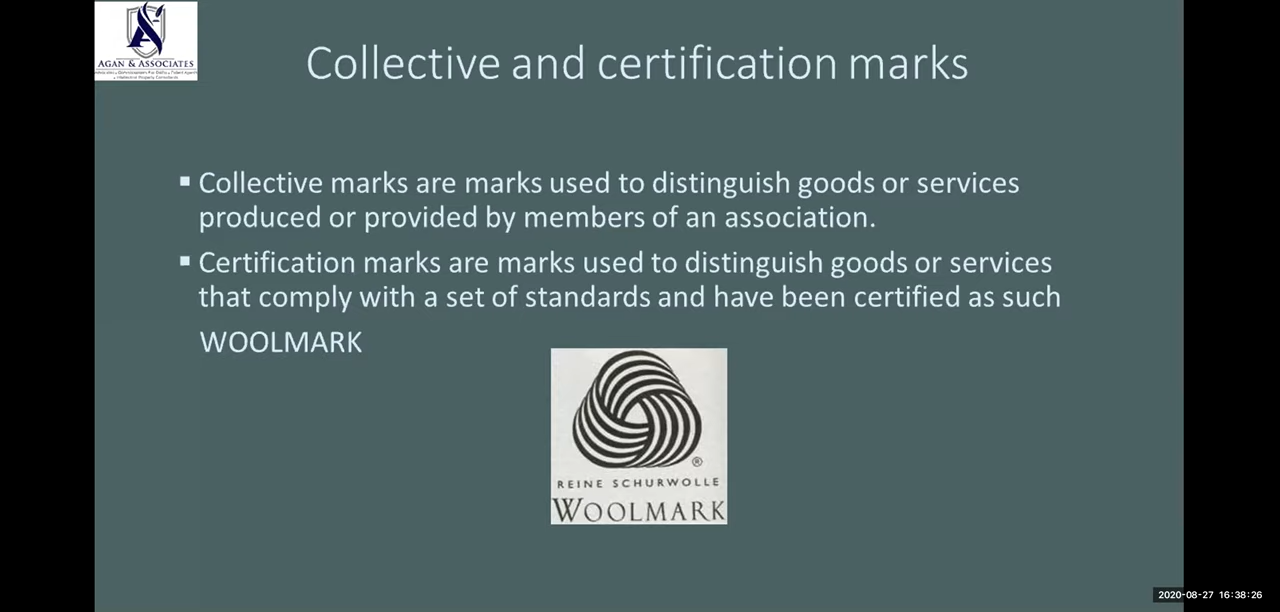 AGAN & ASSOCIATES
Collective and certification marks
▪ Collective marks are marks used to distinguish goods or services
produced or provided by members of an association.
▪ Certification marks are marks used to distinguish goods or services
that comply with a set of standards and have been certified as such
WOOLMARK
®
REINE SCHURWOLLE
WOOLMARK
2020-08-27 16:38:26